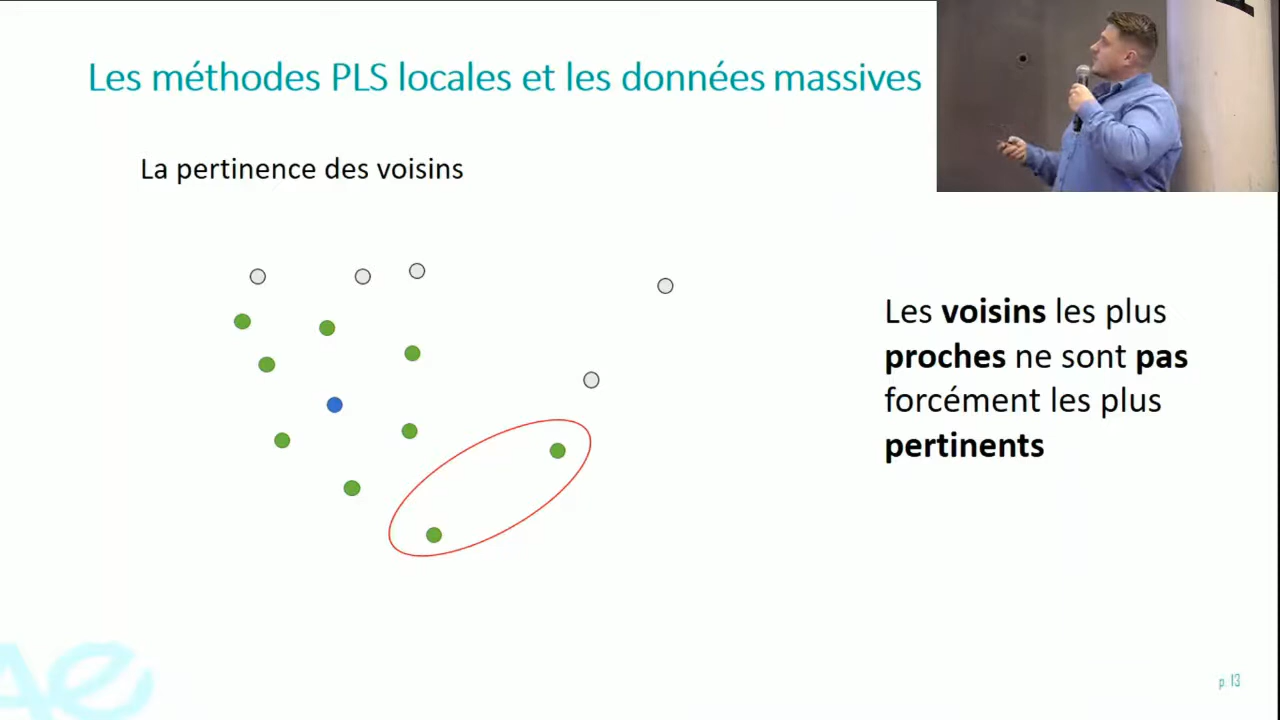 Les méthodes PLS locales et les données massives
La pertinence des voisins
Les voisins les plus
proches ne sont pas
forcément les plus
pertinents
p. 13